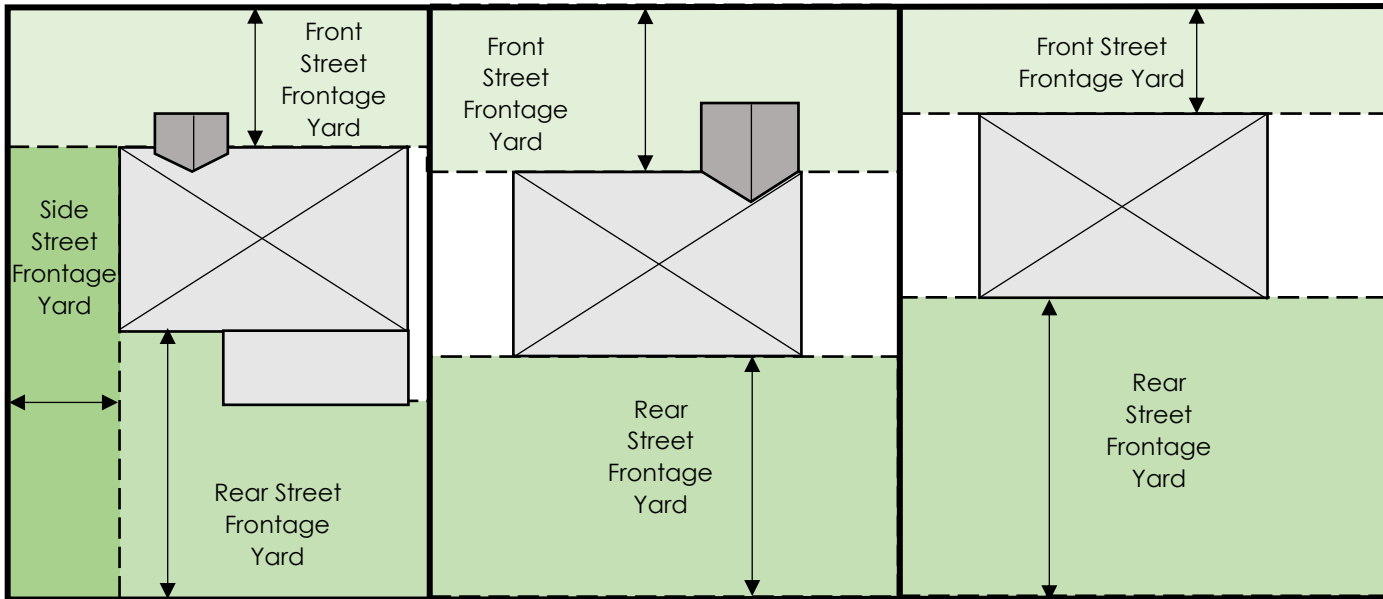 Front
Street
Frontage
Yard
Front
Street
Frontage
Yard
Front Street
Frontage Yard
Side
Street
Frontage
Yard
Rear Street
Frontage
Yard
Rear
Street
Frontage
Yard
Rear
Street
Frontage
Yard